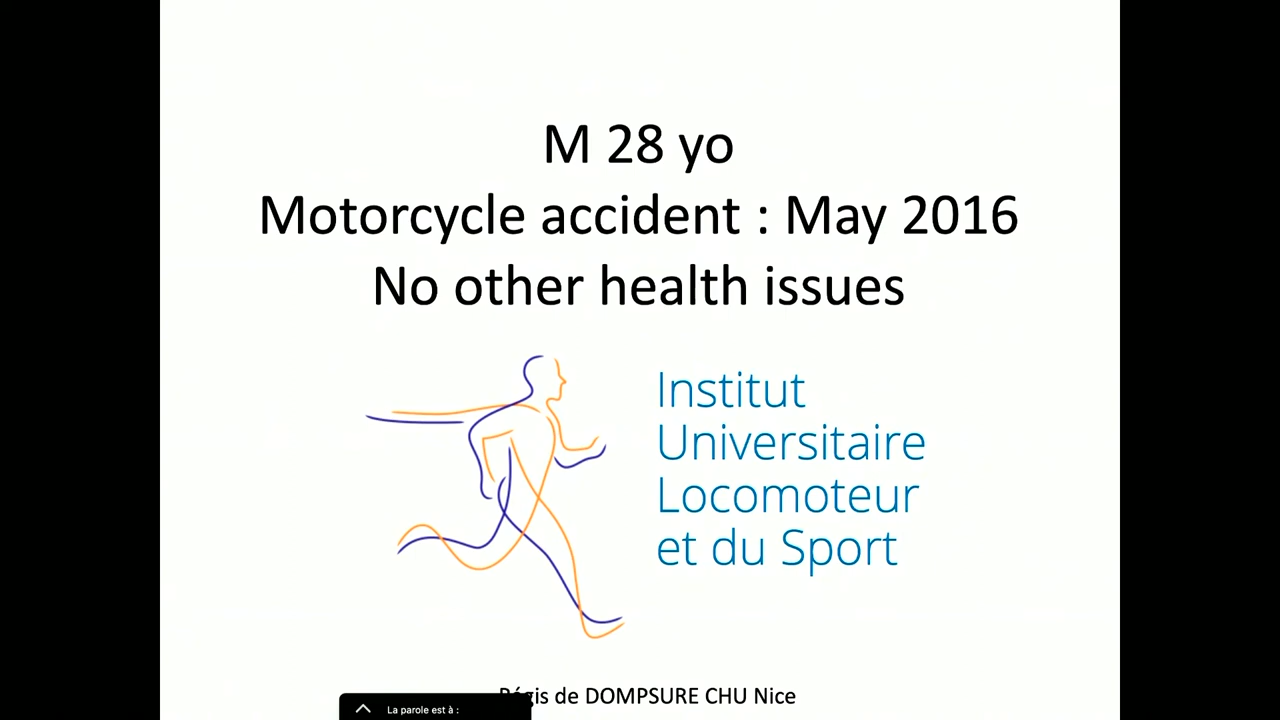 M 28 yo
Motorcycle accident : May 2016
No other health issues
Institut
Universitaire
Locomoteur
et du Sport
Régis de DOMPSURE CHU Nice
La parole est à :